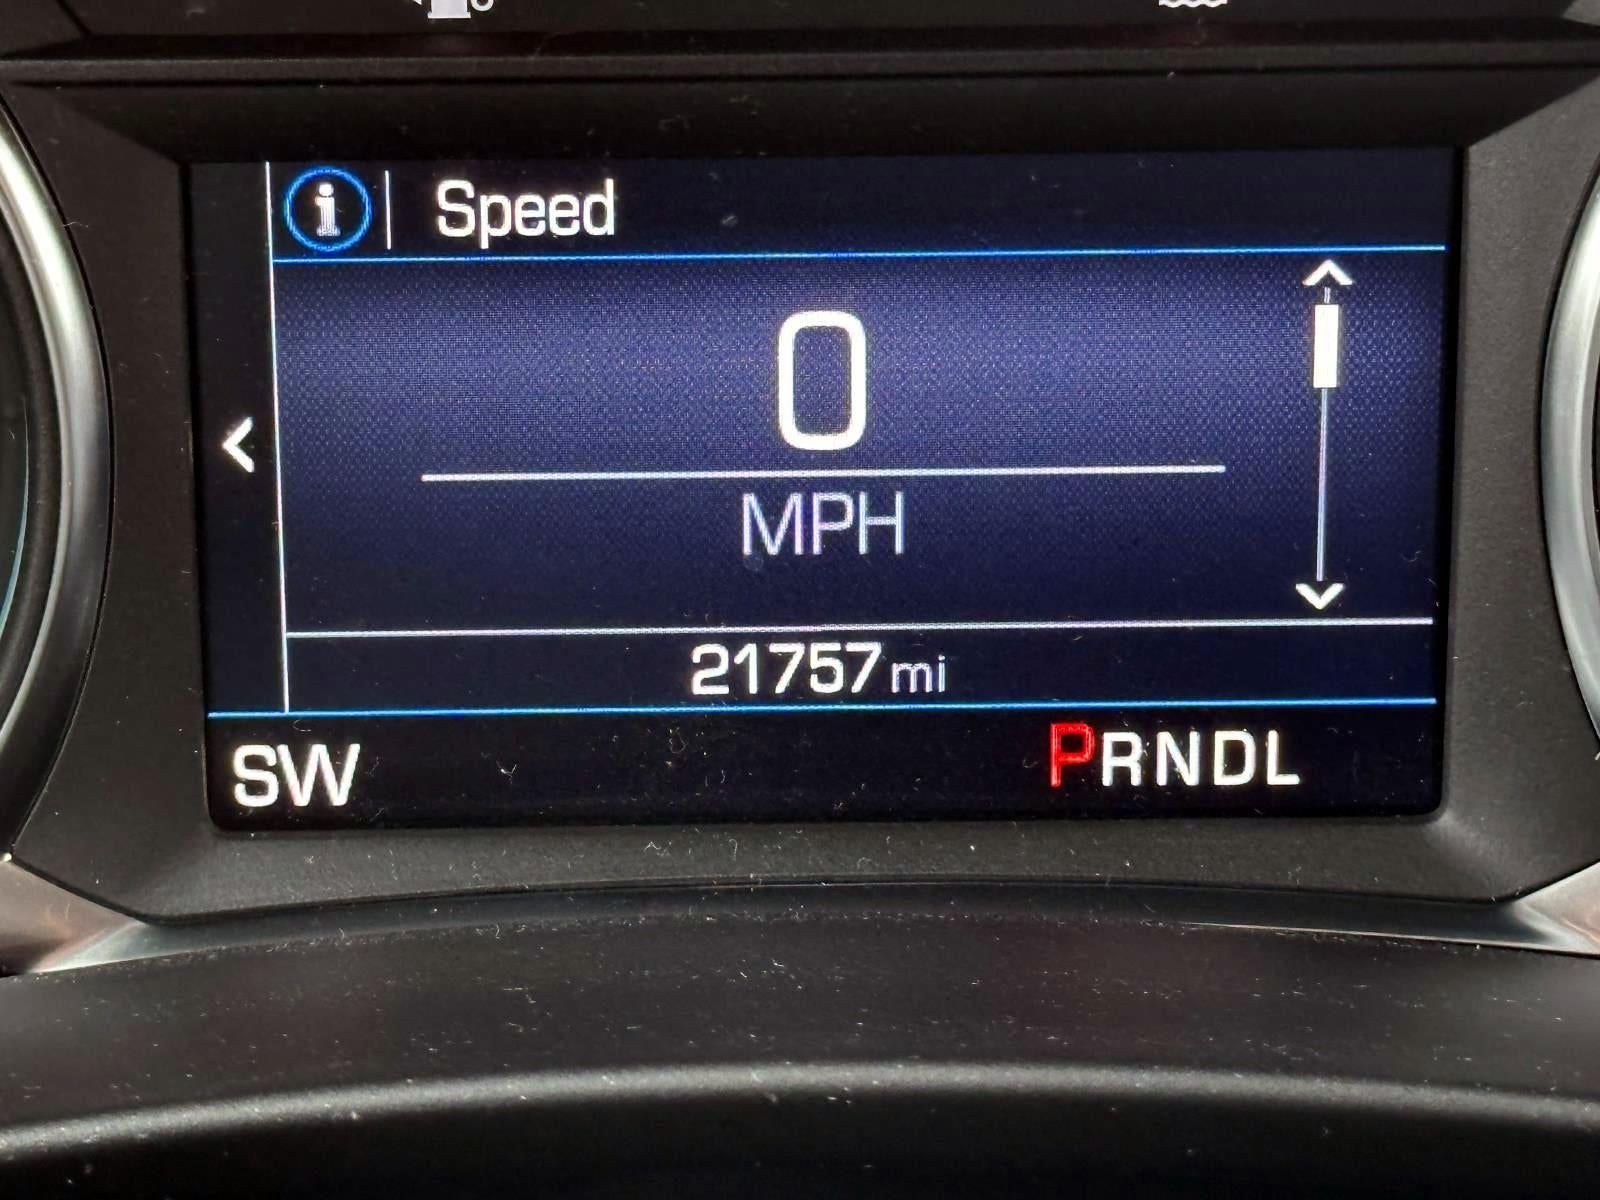 i Speed
<
0
MPH
21757 mi
SW PRNDL